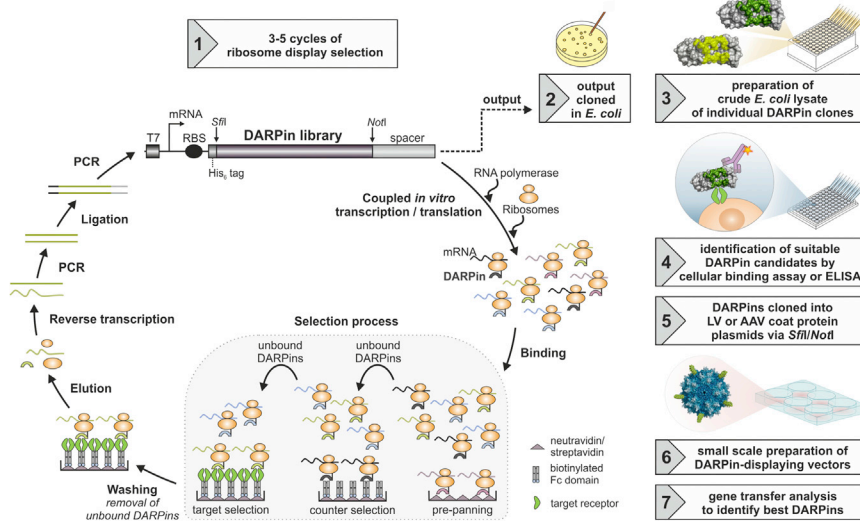 1
3-5 cycles of
ribosome display selection
2
output
cloned
in E. coli
3
preparation of
crude E. coli lysate
of individual DARPin clones
output
mRNA
SfiI
NotI
T7
RBS
DARPin library
spacer
His6 tag
PCR
Ligation
PCR
Reverse transcription
Elution
Washing
removal of
unbound DARPins
RNA polymerase
Coupled in vitro
transcription / translation
Ribosomes
mRNA
DARPin
Binding
Selection process
unbound
DARPins
unbound
DARPins
target selection
counter selection
pre-panning
neutravidin/
streptavidin
biotinylated
Fc domain
target receptor
4
identification of suitable
DARPin candidates by
cellular binding assay or ELISA
5
DARPins cloned into
LV or AAV coat protein
plasmids via SfiI/NotI
6
small scale preparation of
DARPin-displaying vectors
7
gene transfer analysis
to identify best DARPins